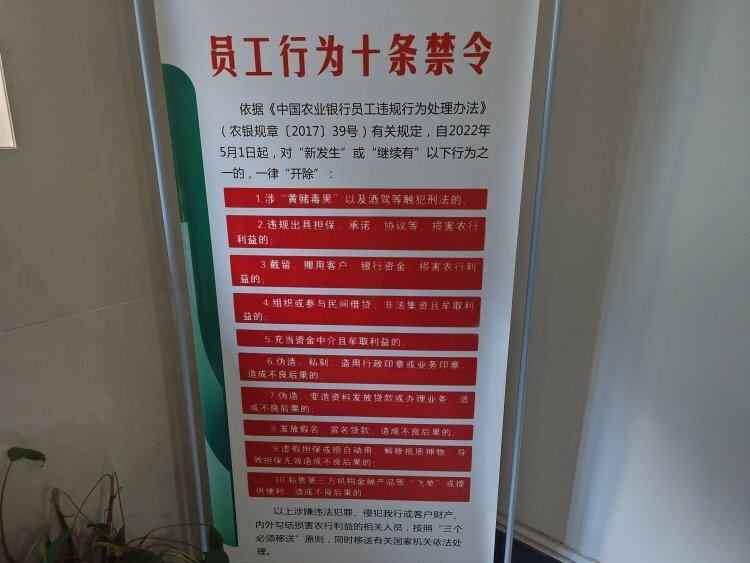 员工行为十条禁令
依据《中国农业银行员工违规行为处理办法》
（农银规章〔2017〕39号）有关规定，自2022年
5月1日起，对“新发生”或“继续有”以下行为之
一的，一律“开除”：
1.涉“黄赌毒黑”以及酒驾等触犯刑法的；
2.违规出具担保、承诺、协议等，损害农行
利益的；
3.截留、挪用客户、银行资金，损害农行利
益的；
4.组织或参与民间借贷、非法集资且牟取利
益的；
5.充当资金中介且牟取利益的；
6.伪造、私刻、盗用行政印章或业务印章，
造成不良后果的；
7.伪造、变造资料发放贷款或办理业务，造
成不良后果的；
8.发放假名、冒名贷款，造成不良后果的；
9.虚假担保或擅自动用、解除抵质押物，导
致担保无效造成不良后果的；
10.私售第三方机构金融产品等“飞单”或提
供便利，造成不良后果的。
以上涉嫌违法犯罪、侵犯我行或客户财产、
内外勾结损害农行利益的相关人员，按照“三个
必须移送”原则，同时移送有关国家机关依法处
理。